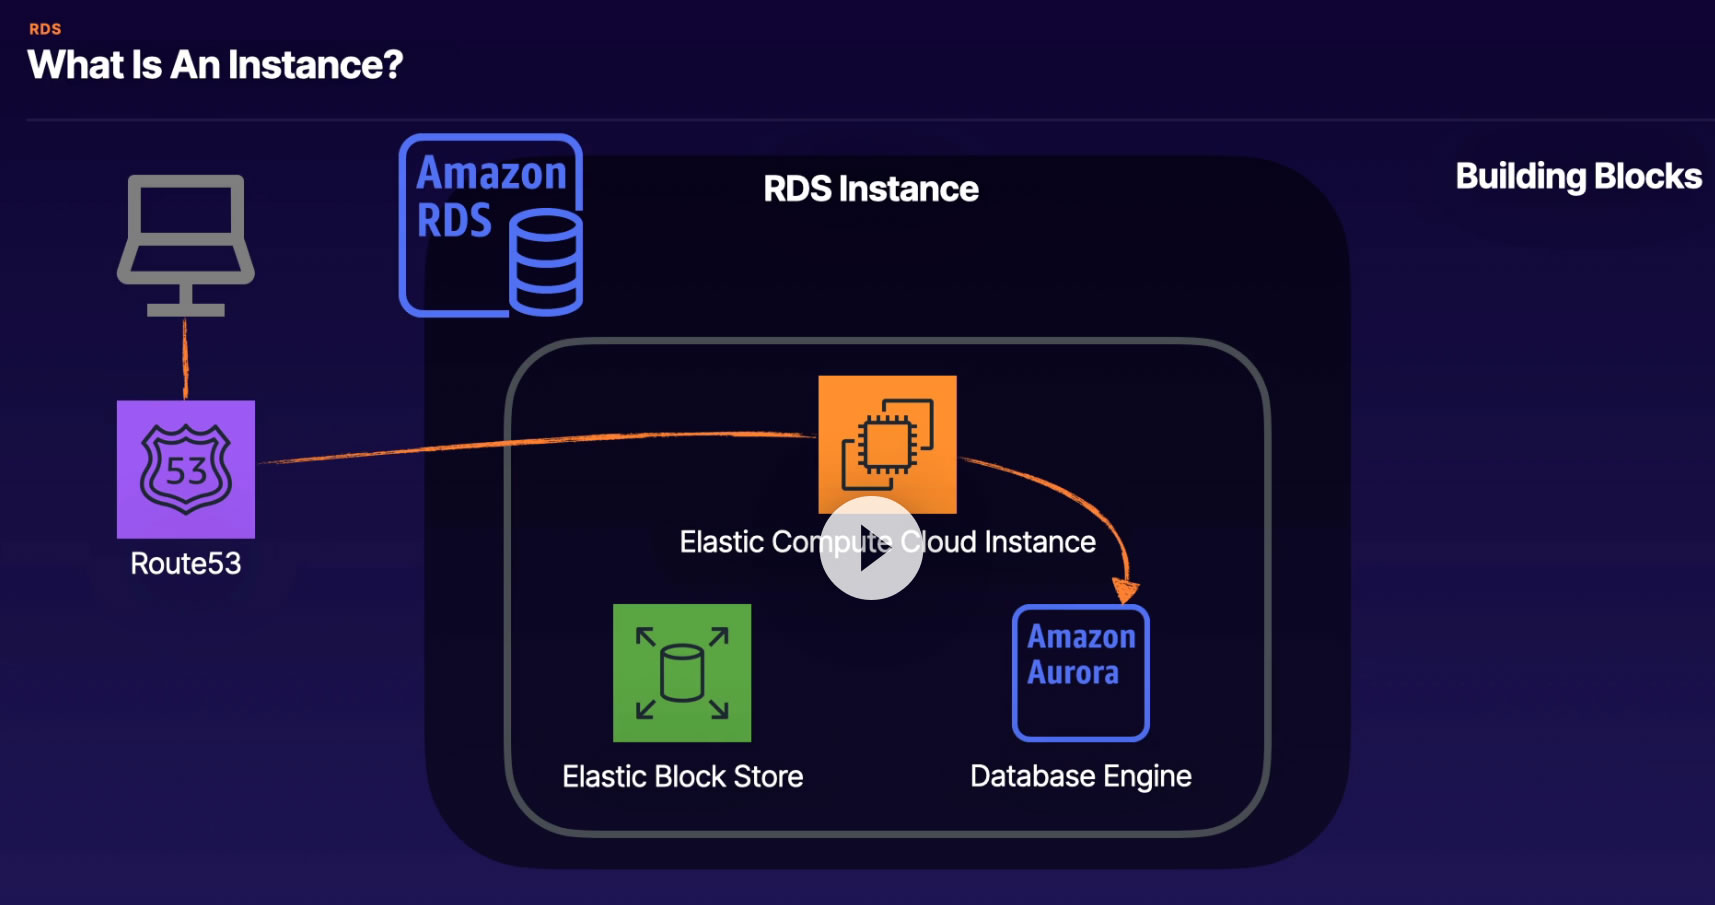 RDS
What Is An Instance?
Amazon
RDS
RDS Instance
Building Blocks
53
Route53
Elastic Compute Cloud Instance
Amazon
Aurora
Elastic Block Store
Database Engine